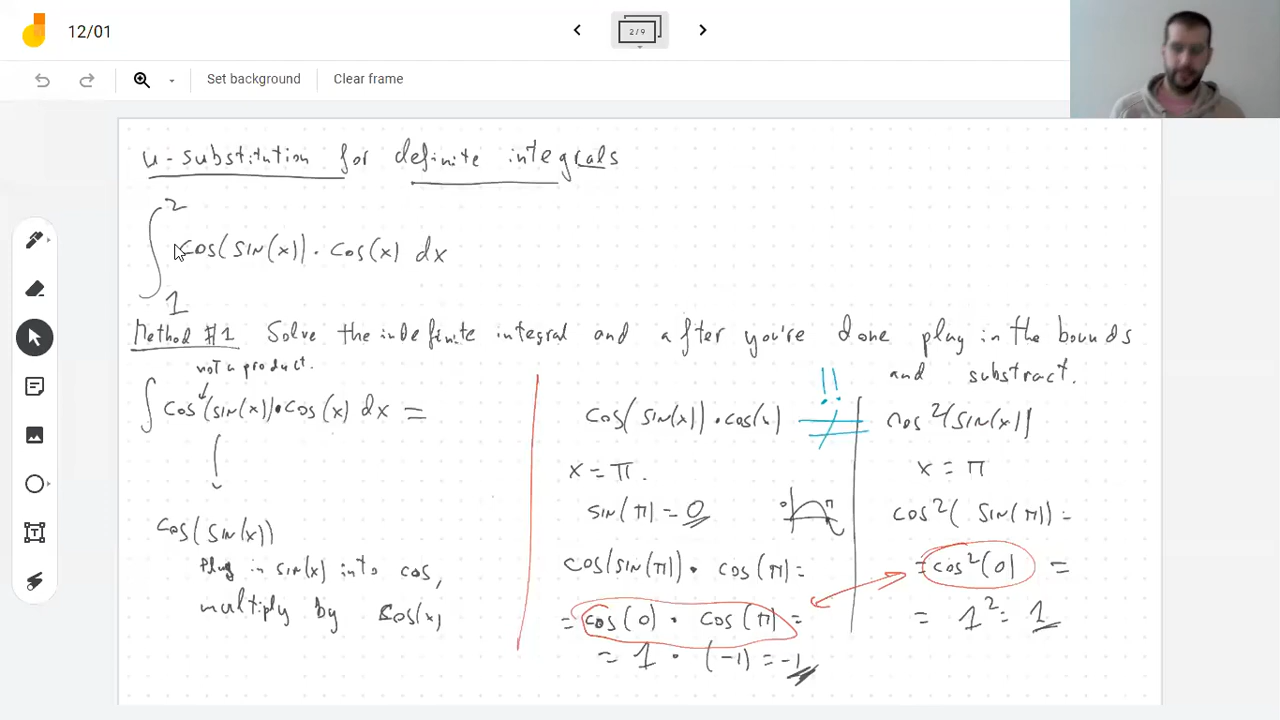 12/01
2/9
Set background
Clear frame
u-substitution for definite integrals
∫₁² cos(sin(x)) · cos(x) dx
Method #1 Solve the indefinite integral and after you're done plug in the bounds
and substract.
not a product.
∫ cos(sin(x)) · cos(x) dx =
cos(sin(x))
Plug in sin(x) into cos,
multiply by cos(x)
!!
cos(sin(x)) · cos(x) ≠ cos²(sin(x))
x = π.
sin(π) = 0
0 π
cos(sin(π)) · cos(π) =
= cos(0) · cos(π) =
= 1 · (-1) = -1
x = π
cos²(sin(π)) =
= cos²(0) =
= 1² = 1